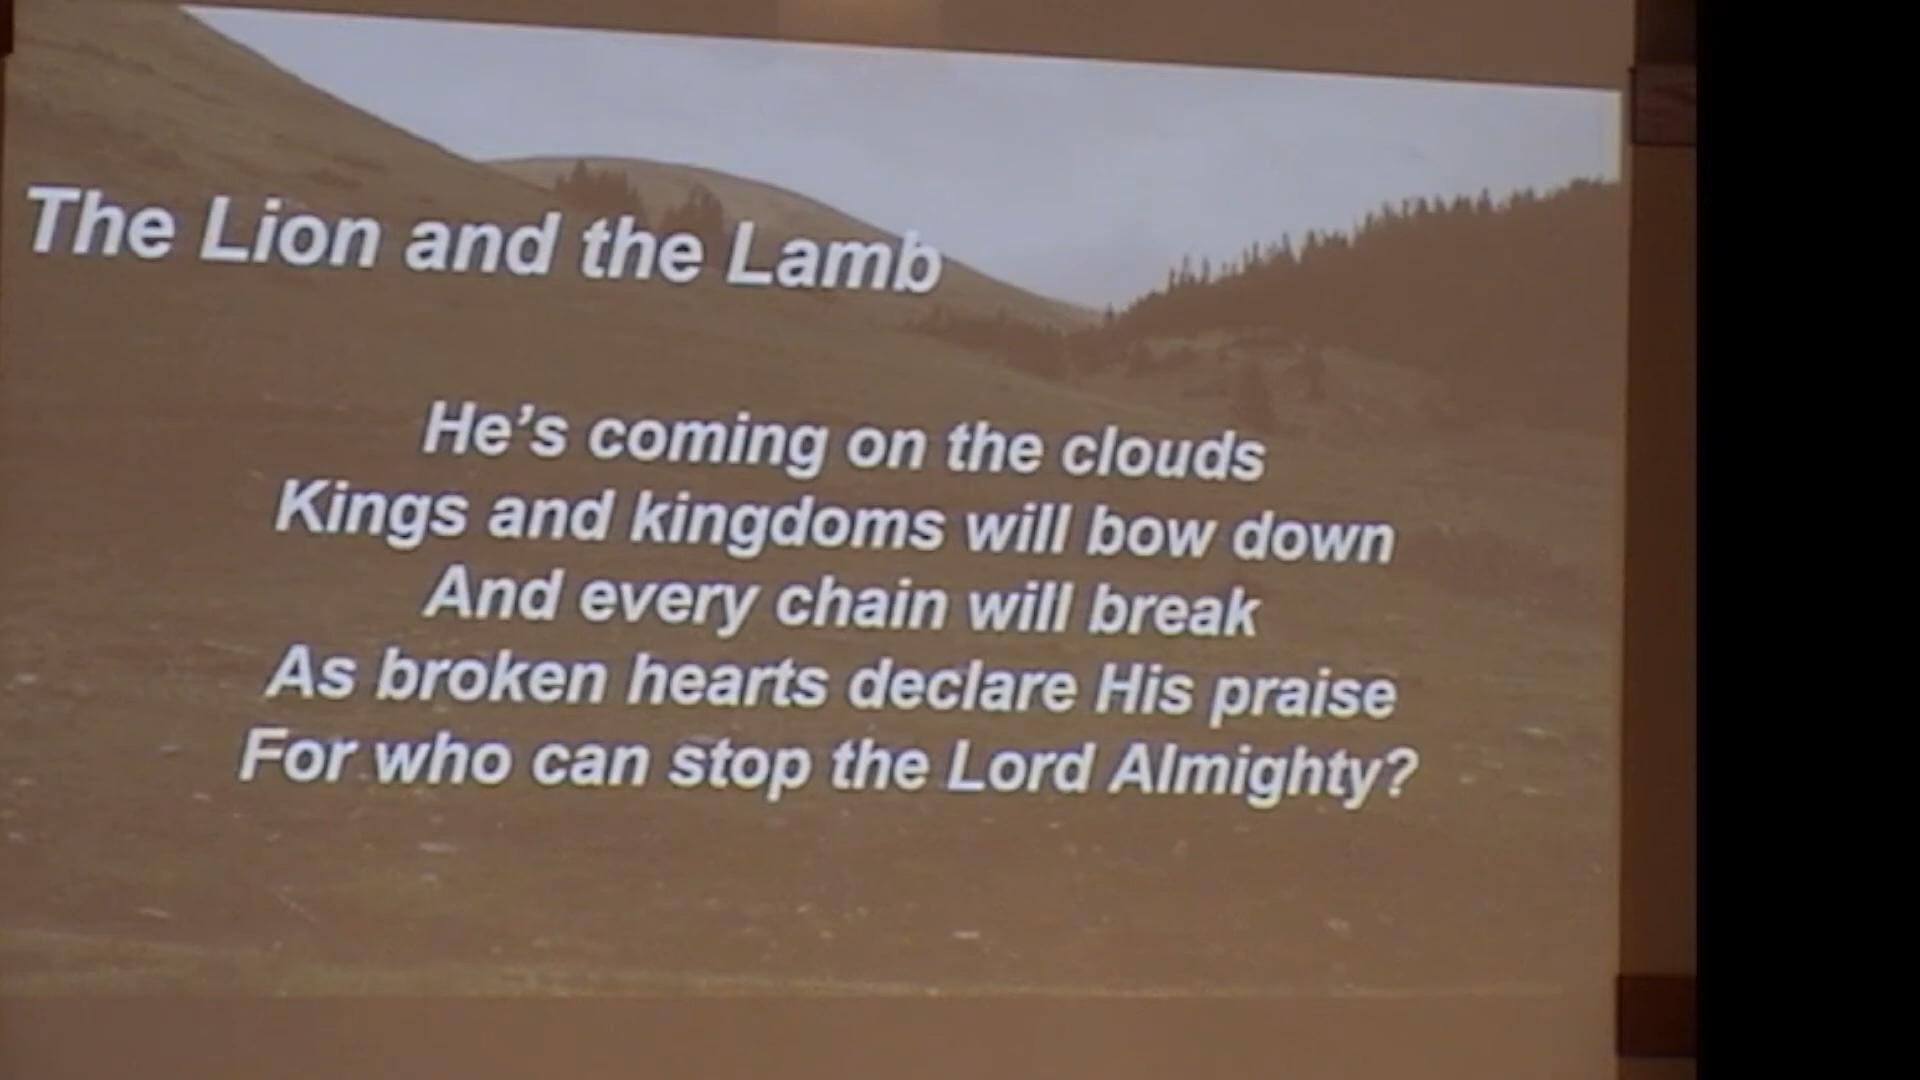 The Lion and the Lamb
He's coming on the clouds
Kings and kingdoms will bow down
And every chain will break
As broken hearts declare His praise
For who can stop the Lord Almighty?